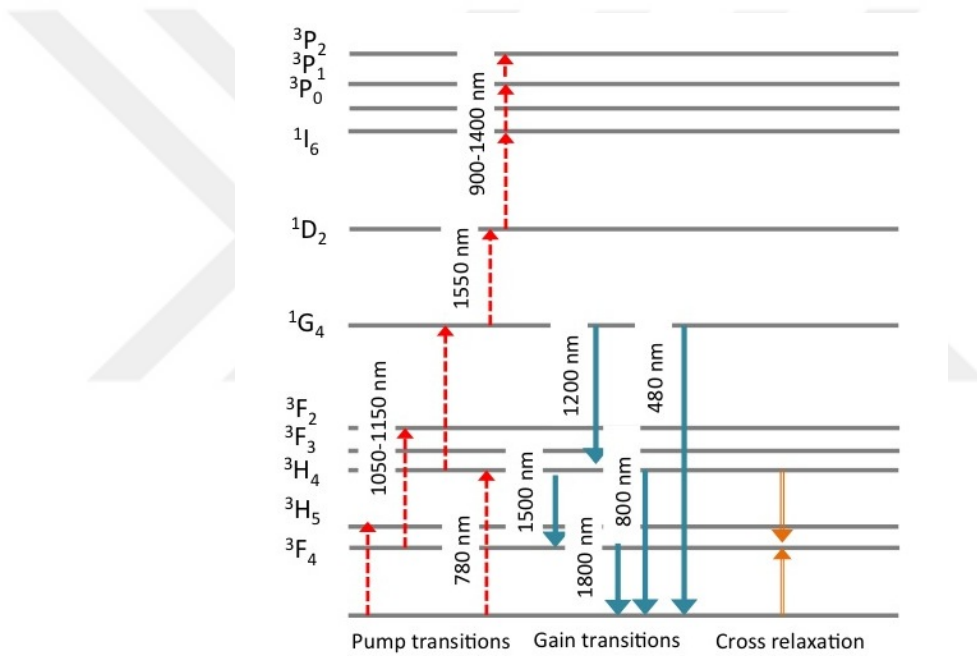 ³P₂
³P₁
³P₀
¹I₆
900-1400 nm
¹D₂
1550 nm
¹G₄
1200 nm
480 nm
³F₂
³F₃
1050-1150 nm
³H₄
1500 nm
800 nm
³H₅
780 nm
1800 nm
³F₄
Pump transitions Gain transitions Cross relaxation